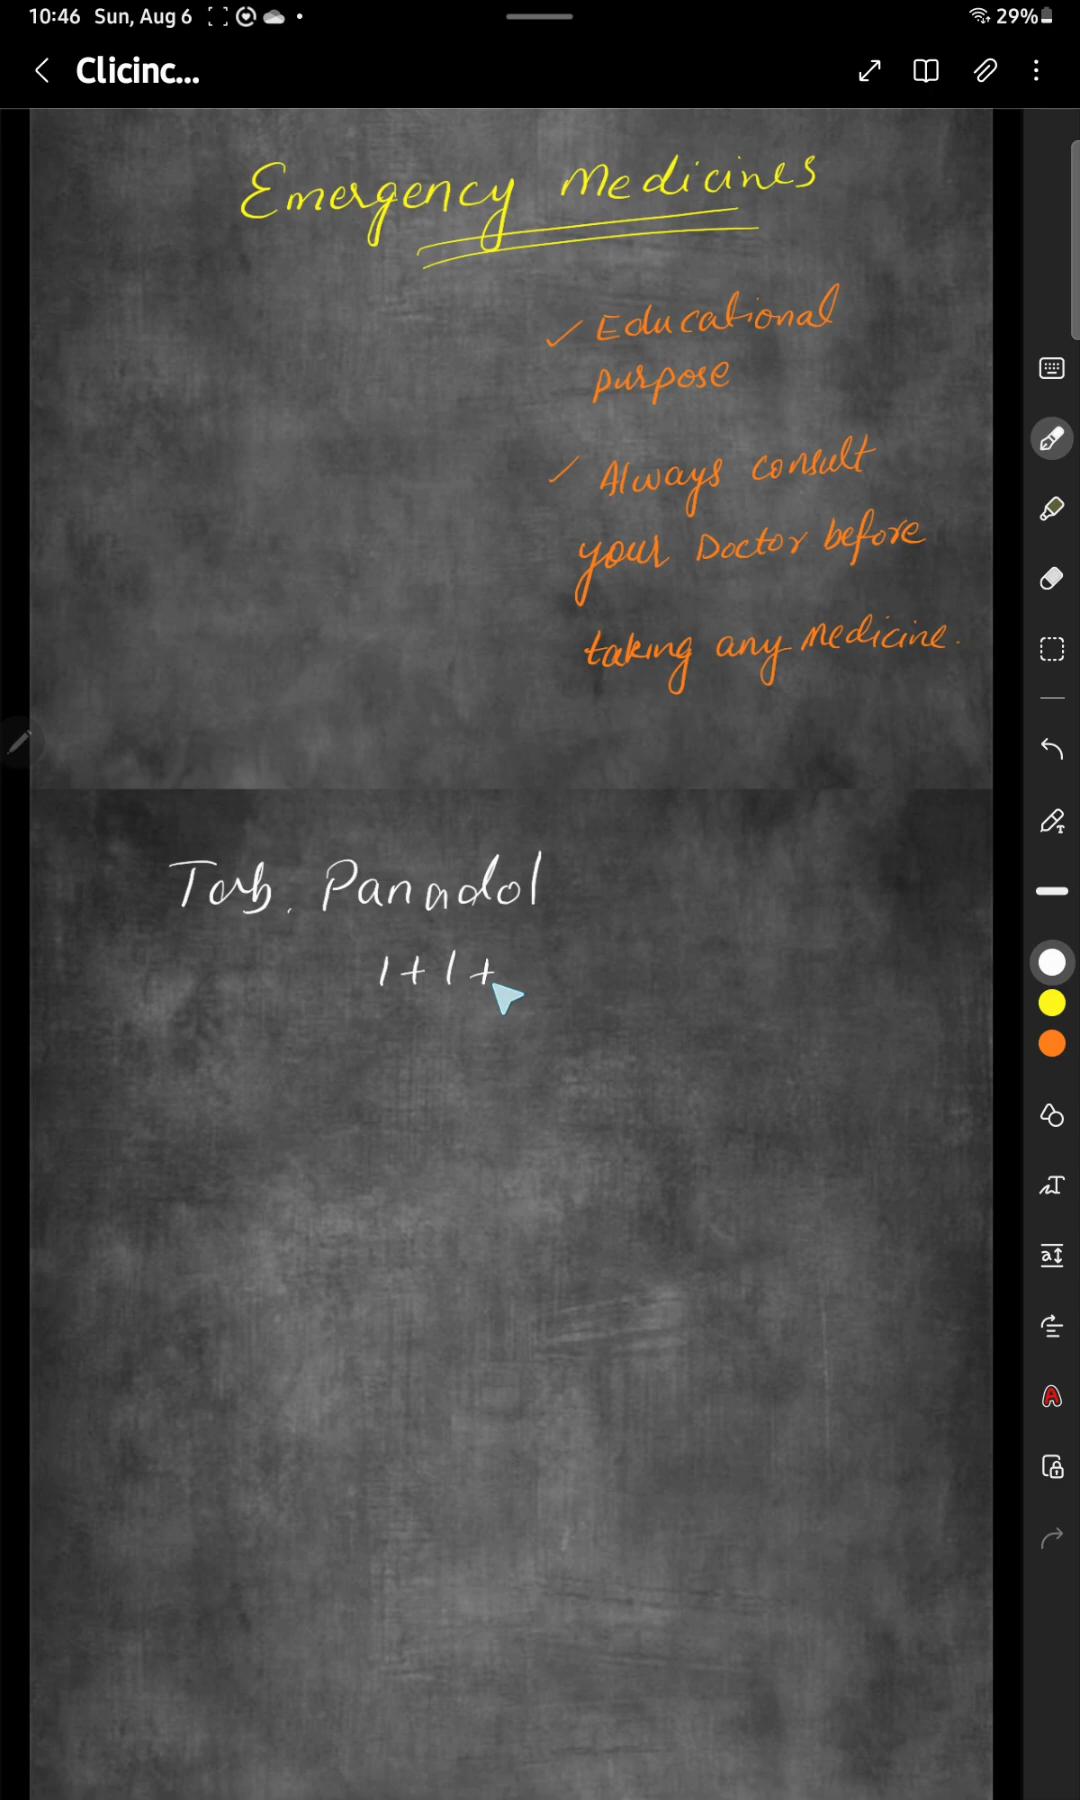 10:46 Sun, Aug 6 29%
Clicinc...
Emergency Medicines
✓ Educational
purpose
✓ Always consult
your Doctor before
taking any medicine.
Tab. Panadol
1+1+